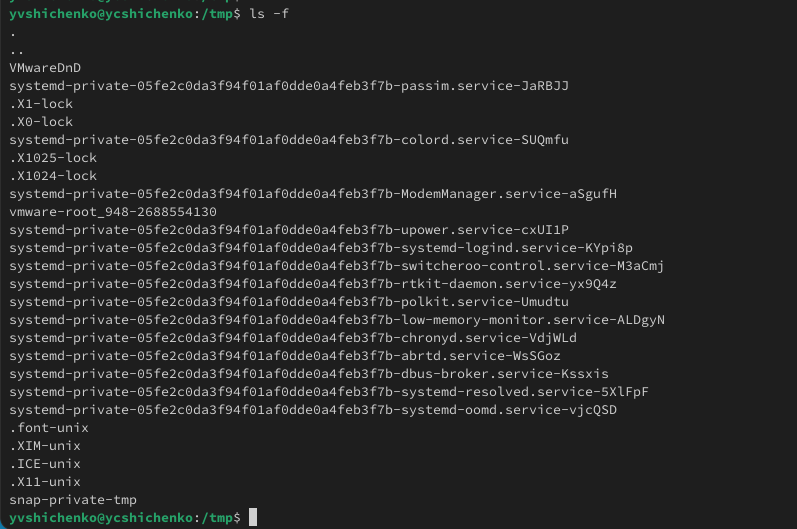 yvshichenko@ycshichenko:/tmp$ ls -f
.
..
VMwareDnD
systemd-private-05fe2c0da3f94f01af0dde0a4feb3f7b-passim.service-JaRBJJ
.X1-lock
.X0-lock
systemd-private-05fe2c0da3f94f01af0dde0a4feb3f7b-colord.service-SUQmfu
.X1025-lock
.X1024-lock
systemd-private-05fe2c0da3f94f01af0dde0a4feb3f7b-ModemManager.service-aSgufH
vmware-root_948-2688554130
systemd-private-05fe2c0da3f94f01af0dde0a4feb3f7b-upower.service-cxUI1P
systemd-private-05fe2c0da3f94f01af0dde0a4feb3f7b-systemd-logind.service-KYpi8p
systemd-private-05fe2c0da3f94f01af0dde0a4feb3f7b-switcheroo-control.service-M3aCmj
systemd-private-05fe2c0da3f94f01af0dde0a4feb3f7b-rtkit-daemon.service-yx9Q4z
systemd-private-05fe2c0da3f94f01af0dde0a4feb3f7b-polkit.service-Umudtu
systemd-private-05fe2c0da3f94f01af0dde0a4feb3f7b-low-memory-monitor.service-ALDgyN
systemd-private-05fe2c0da3f94f01af0dde0a4feb3f7b-chronyd.service-VdjWLd
systemd-private-05fe2c0da3f94f01af0dde0a4feb3f7b-abrtd.service-WsSGoz
systemd-private-05fe2c0da3f94f01af0dde0a4feb3f7b-dbus-broker.service-Kssxis
systemd-private-05fe2c0da3f94f01af0dde0a4feb3f7b-systemd-resolved.service-5XlFpF
systemd-private-05fe2c0da3f94f01af0dde0a4feb3f7b-systemd-oomd.service-vjcQSD
.font-unix
.XIM-unix
.ICE-unix
.X11-unix
snap-private-tmp
yvshichenko@ycshichenko:/tmp$